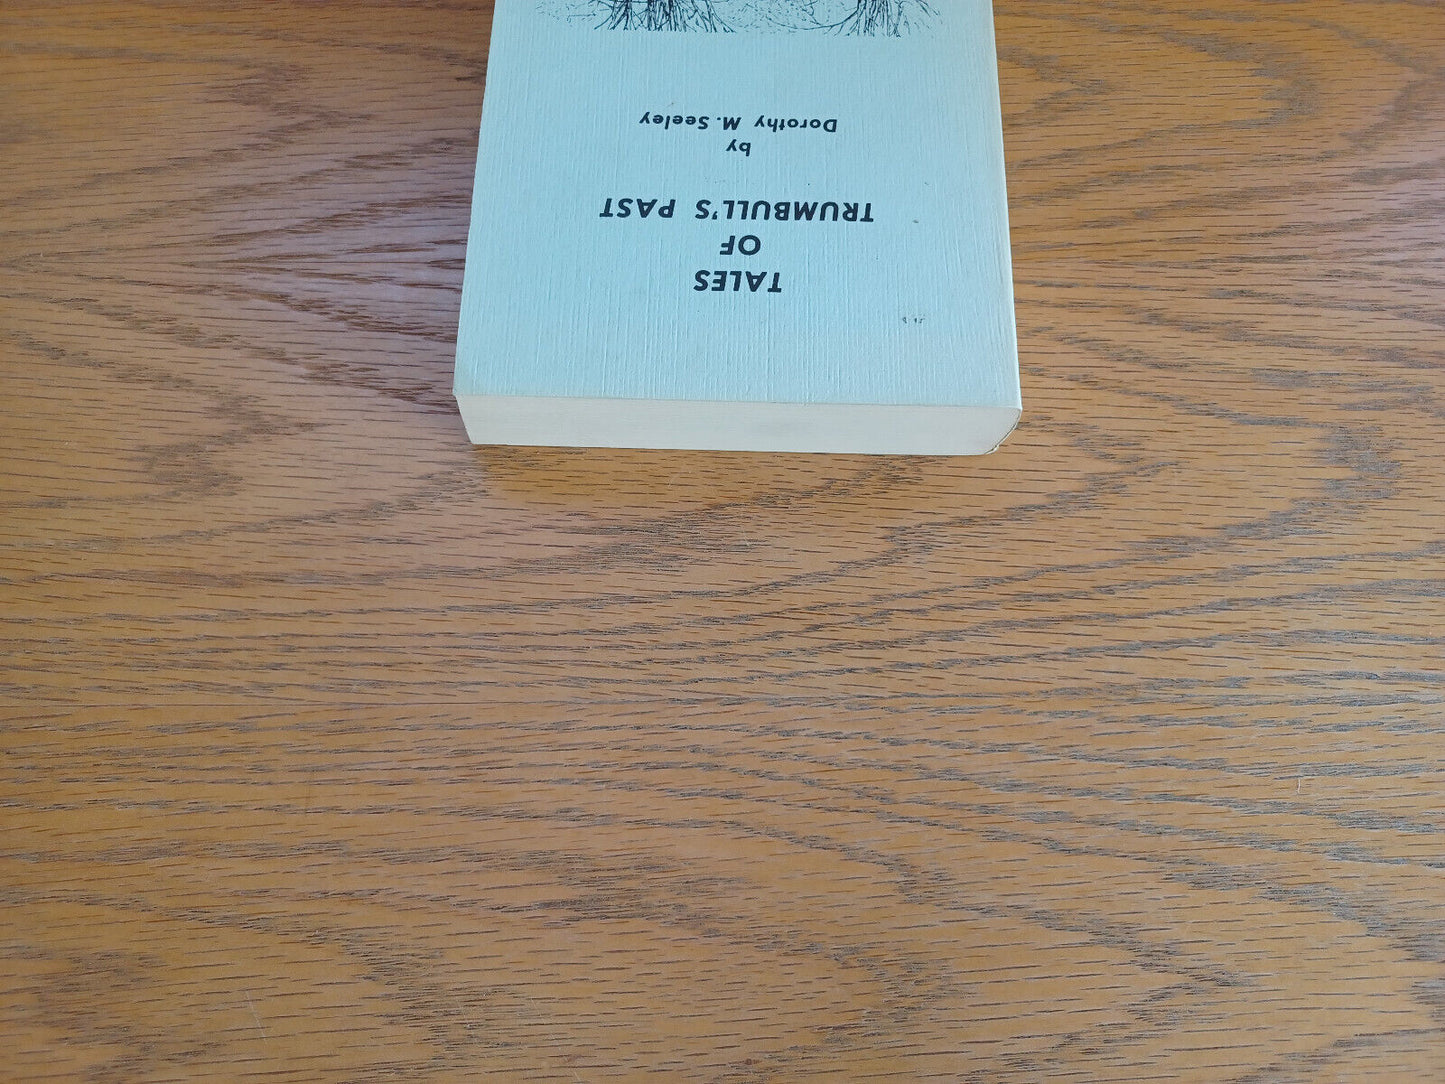 TALES
OF
TRUMBULL'S PAST
by
Dorothy M. Seeley